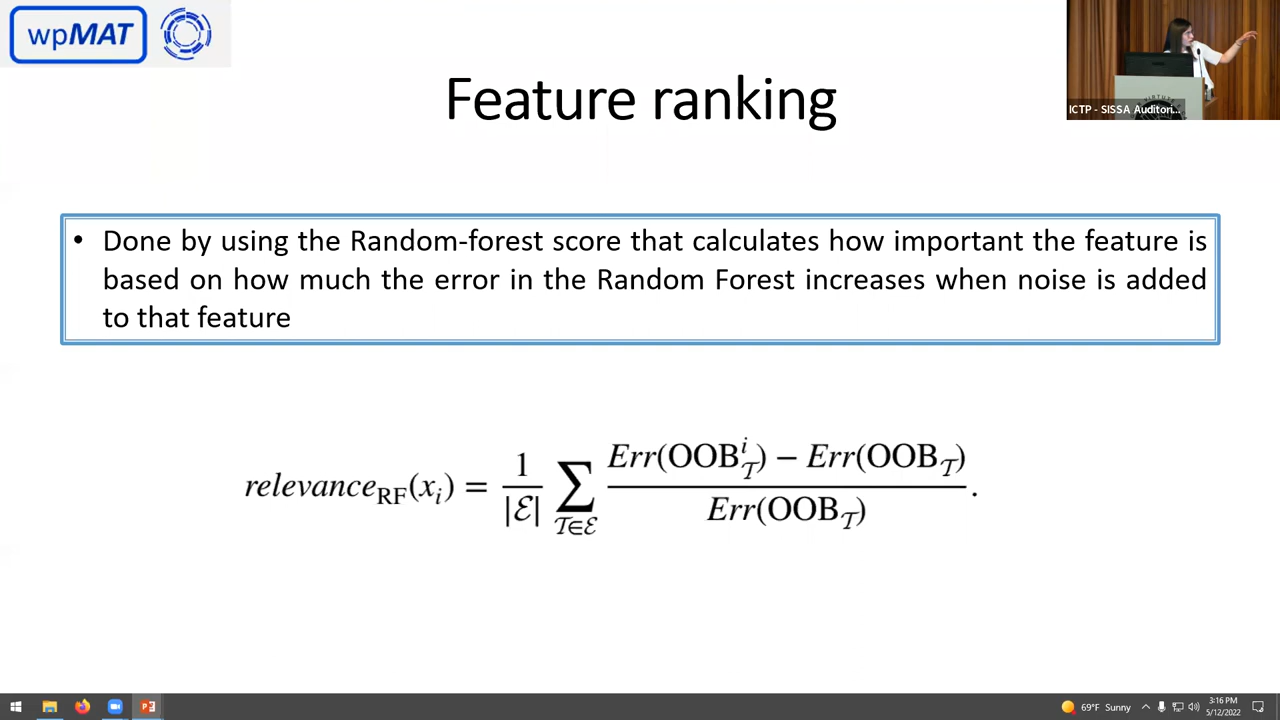 wpMAT
Feature ranking
ICTP - SISSA Auditori...
• Done by using the Random-forest score that calculates how important the feature is
based on how much the error in the Random Forest increases when noise is added
to that feature
relevance_RF(x_i) = 1/|ℰ| ∑_{𝒯∈ℰ} (Err(OOB^i_𝒯) − Err(OOB_𝒯)) / Err(OOB_𝒯).
69°F Sunny
3:16 PM
5/12/2022